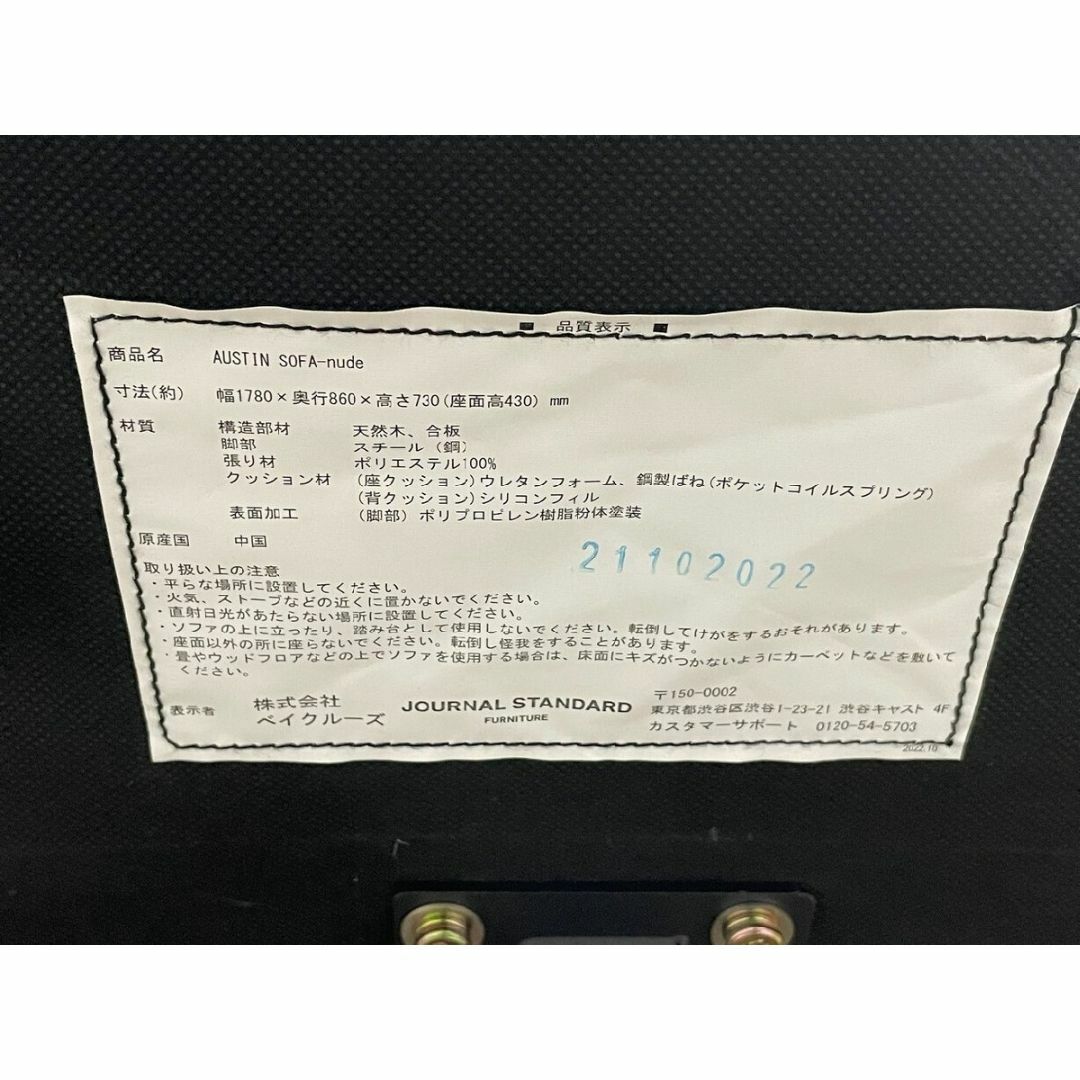 ■ 品質表示 ■
商品名 AUSTIN SOFA-nude
寸法(約) 幅1780×奥行860×高さ730(座面高430) mm
材質 構造部材 天然木、合板
脚部 スチール(鋼)
張り材 ポリエステル100%
クッション材 (座クッション)ウレタンフォーム、鋼製ばね(ポケットコイルスプリング)
(背クッション)シリコンフィル
表面加工 (脚部) ポリプロピレン樹脂粉体塗装
原産国 中国
21102022
取り扱い上の注意
・平らな場所に設置してください。
・火気、ストーブなどの近くに置かないでください。
・直射日光があたらない場所に設置してください。
・ソファの上に立ったり、踏み台として使用しないでください。転倒してけがをするおそれがあります。
・座面以外の所に座らないでください。転倒し怪我をすることがあります。
・畳やウッドフロアなどの上でソファを使用する場合は、床面にキズがつかないようにカーペットなどを敷いて
ください。
表示者 株式会社
ベイクルーズ
JOURNAL STANDARD
FURNITURE
〒150-0002
東京都渋谷区渋谷1-23-21 渋谷キャスト 4F
カスタマーサポート 0120-54-5703
2022.10